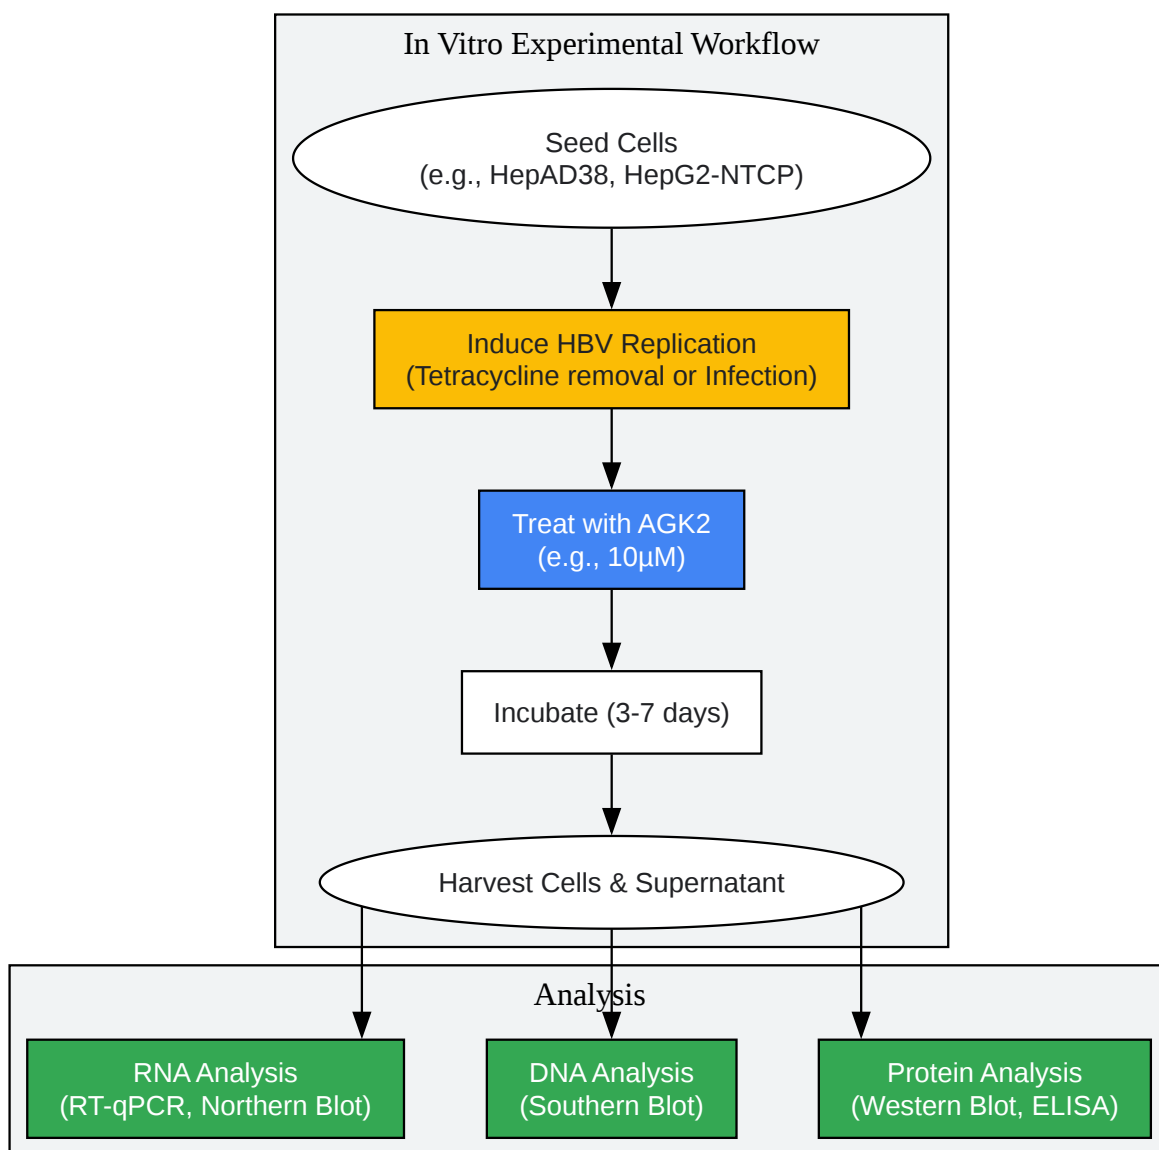 In Vitro Experimental Workflow
Seed Cells
(e.g., HepAD38, HepG2-NTCP)
Induce HBV Replication
(Tetracycline removal or Infection)
Treat with AGK2
(e.g., 10µM)
Incubate (3-7 days)
Harvest Cells & Supernatant
Analysis
RNA Analysis
(RT-qPCR, Northern Blot)
DNA Analysis
(Southern Blot)
Protein Analysis
(Western Blot, ELISA)